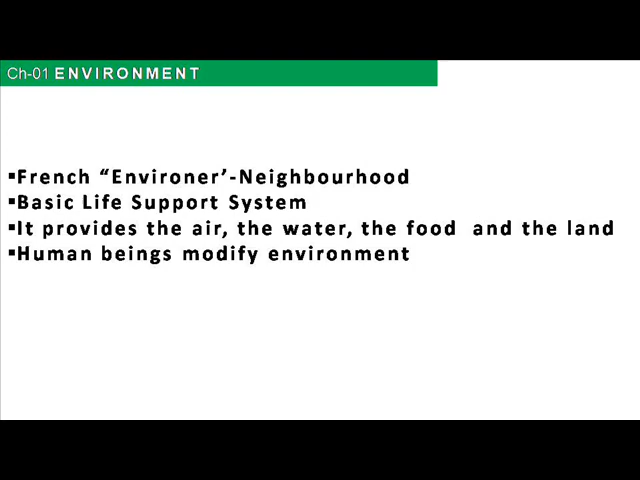 Ch-01 ENVIRONMENT
▪French “Environer’-Neighbourhood
▪Basic Life Support System
▪It provides the air, the water, the food and the land
▪Human beings modify environment